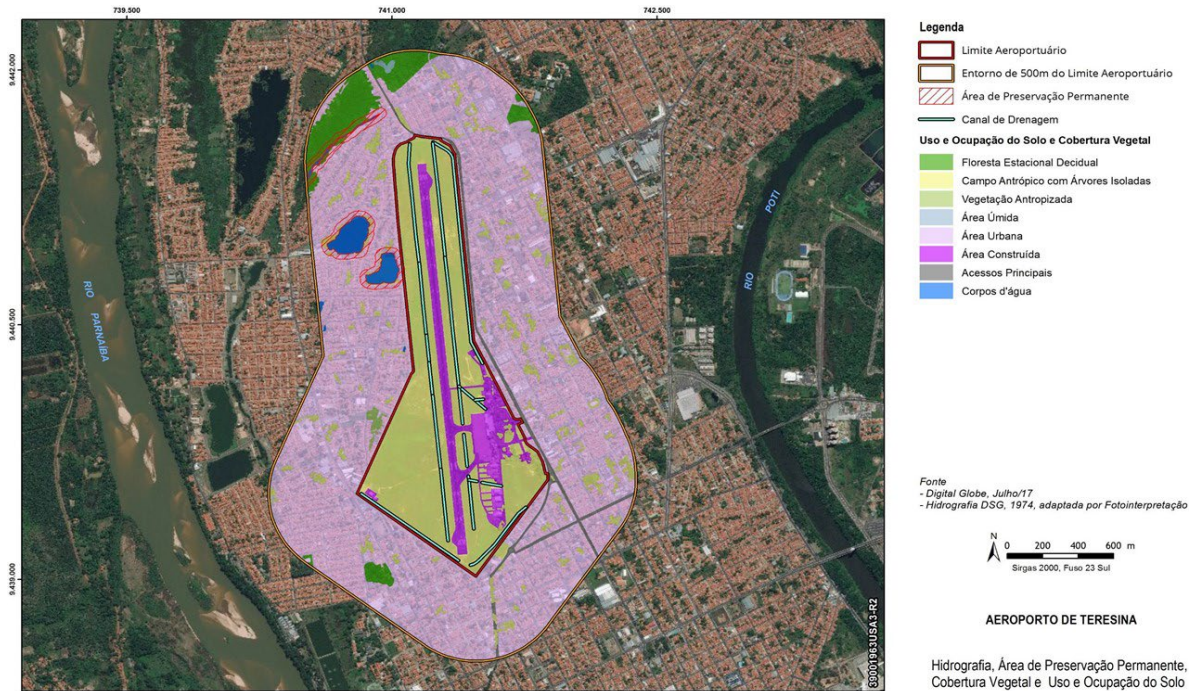 739.500
741.000
742.500
9.442.000
9.440.500
9.439.000
RIO PARNAÍBA
RIO POTI
39001963USA3-R2
Legenda
Limite Aeroportuário
Entorno de 500m do Limite Aeroportuário
Área de Preservação Permanente
Canal de Drenagem
Uso e Ocupação do Solo e Cobertura Vegetal
Floresta Estacional Decidual
Campo Antrópico com Árvores Isoladas
Vegetação Antropizada
Área Úmida
Área Urbana
Área Construída
Acessos Principais
Corpos d'água
Fonte
- Digital Globe, Julho/17
- Hidrografia DSG, 1974, adaptada por Fotointerpretação
N
0 200 400 600 m
Sirgas 2000, Fuso 23 Sul
AEROPORTO DE TERESINA
Hidrografia, Área de Preservação Permanente,
Cobertura Vegetal e Uso e Ocupação do Solo